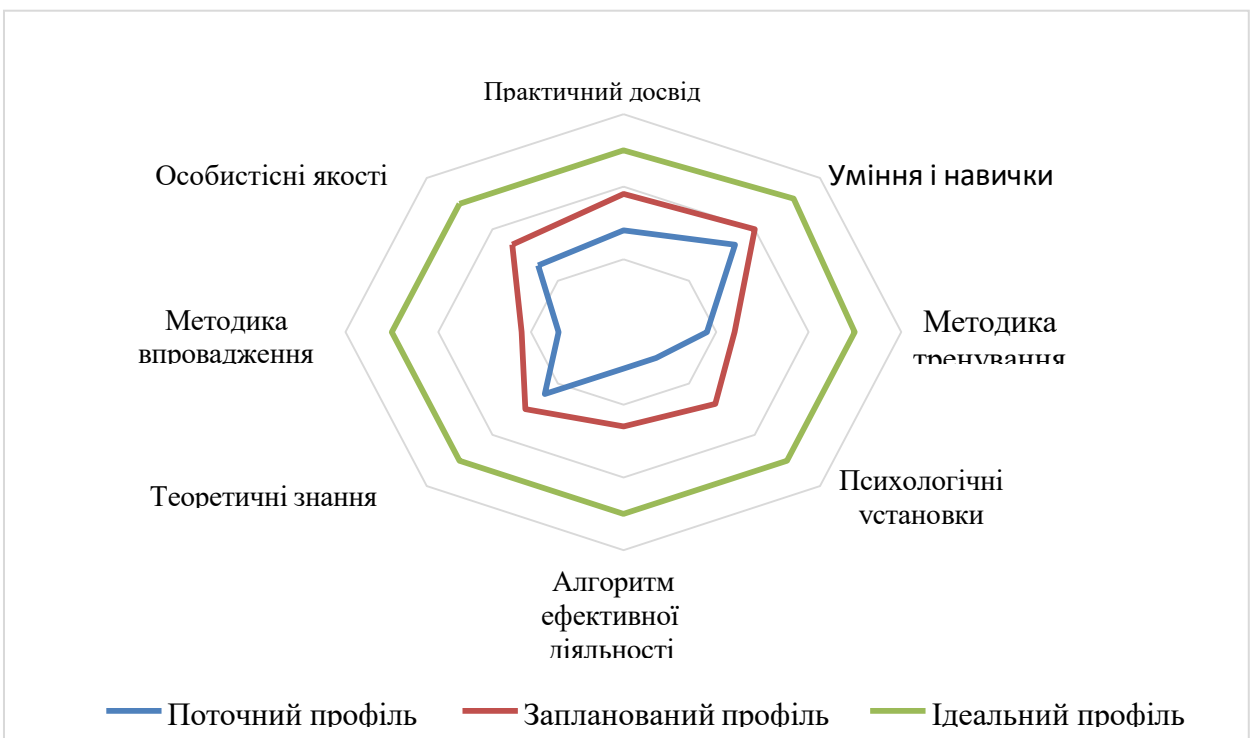 Практичний досвід
Особистісні якості
Уміння і навички
Методика
впровадження
Методика
тренування
Теоретичні знання
Психологічні
установки
Алгоритм
ефективної
діяльності
Поточний профіль
Запланований профіль
Ідеальний профіль